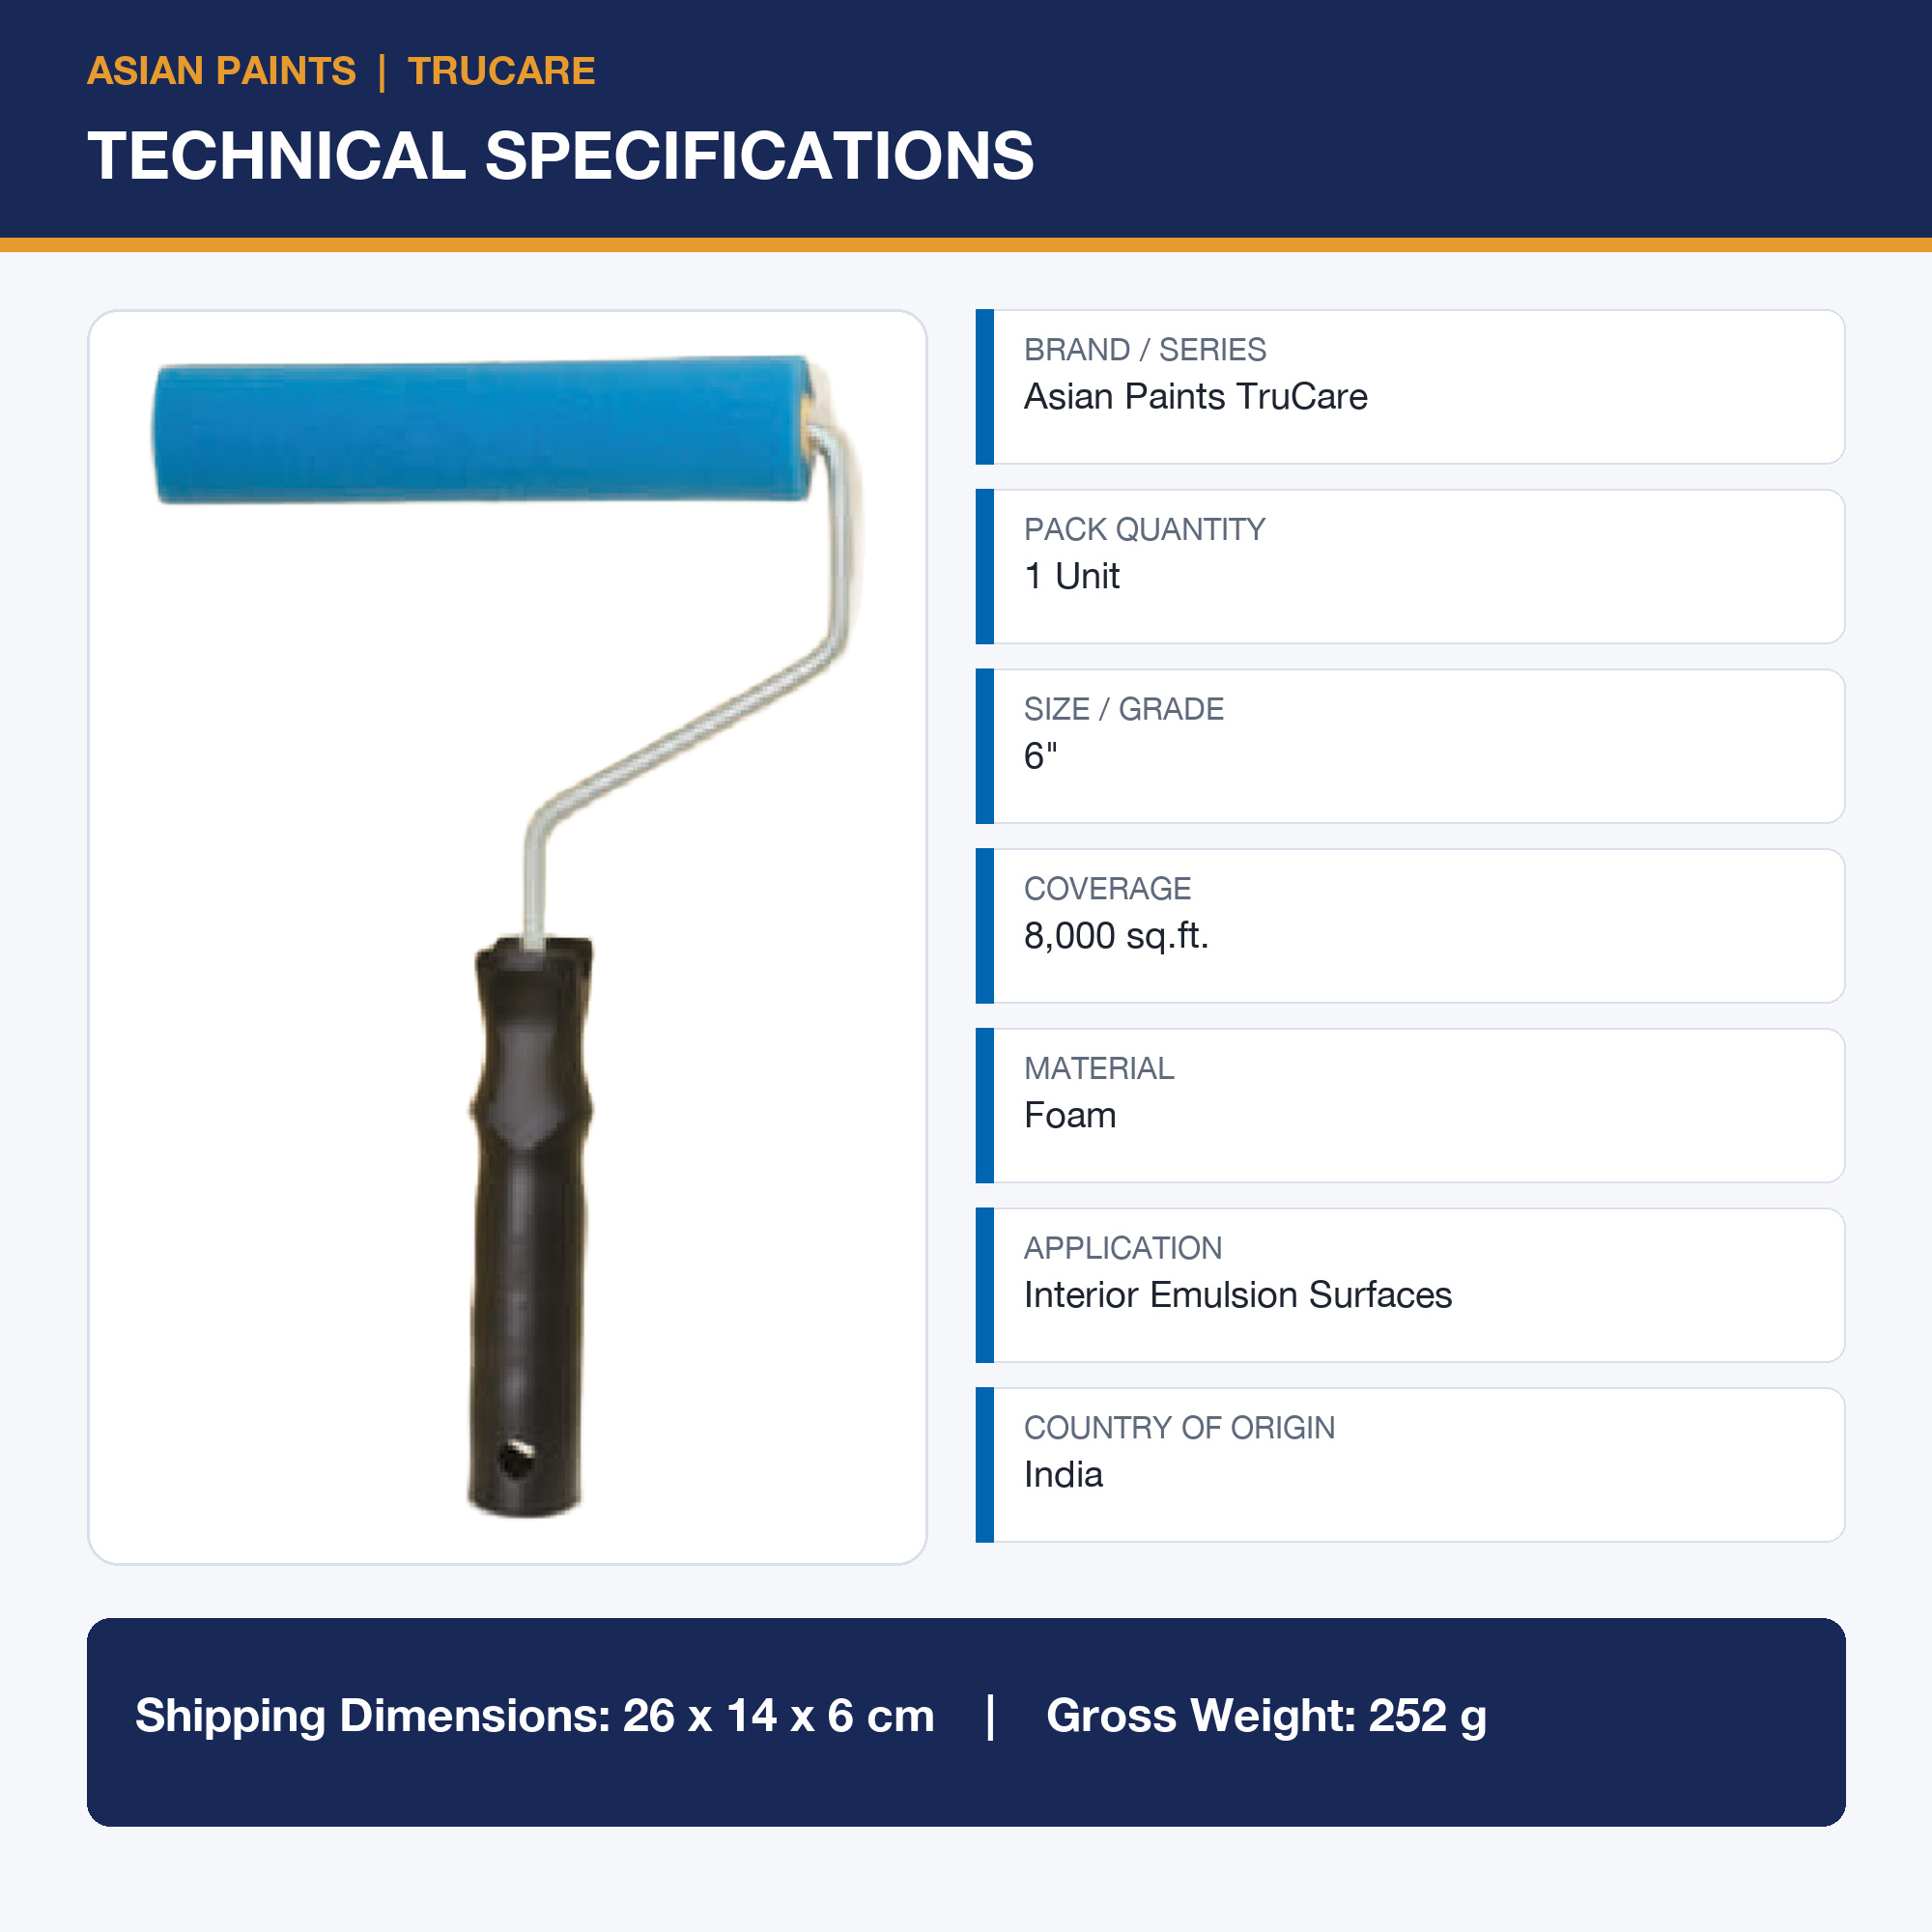 ASIAN PAINTS | TRUCARE
TECHNICAL SPECIFICATIONS
BRAND / SERIES
Asian Paints TruCare
PACK QUANTITY
1 Unit
SIZE / GRADE
6"
COVERAGE
8,000 sq.ft.
MATERIAL
Foam
APPLICATION
Interior Emulsion Surfaces
COUNTRY OF ORIGIN
India
Shipping Dimensions: 26 x 14 x 6 cm | Gross Weight: 252 g